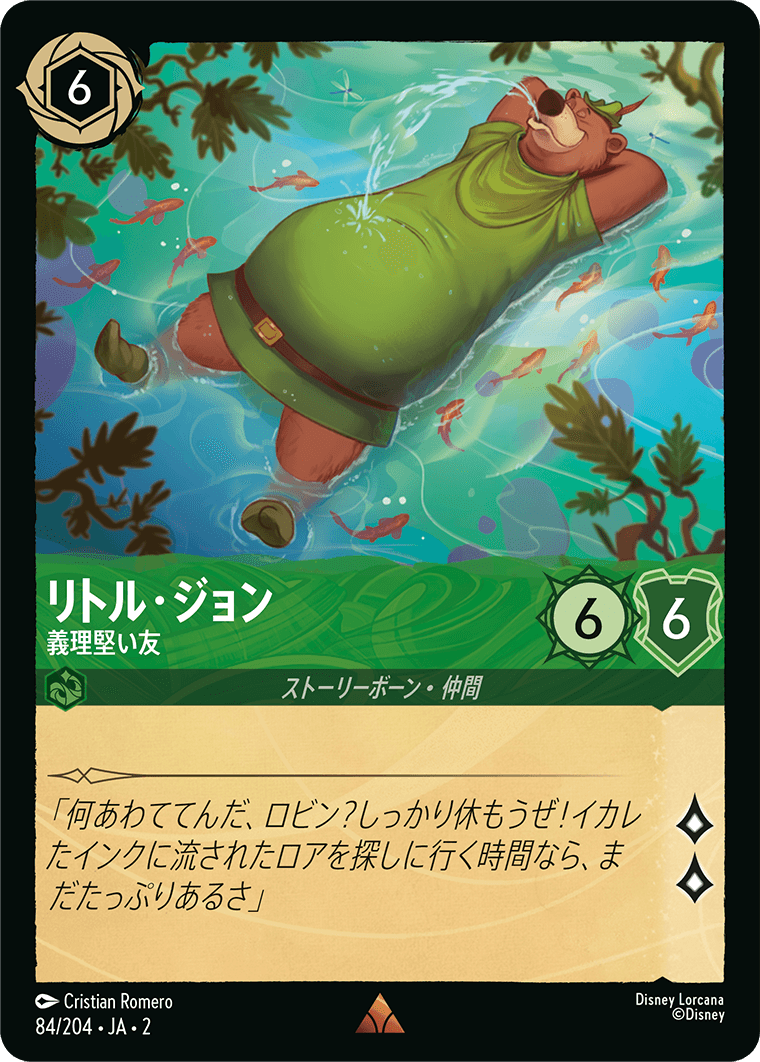 6
リトル・ジョン
義理堅い友
6
6
ストーリーボーン・仲間
「何あわててんだ、ロビン?しっかり休もうぜ!イカレ
たインクに流されたロアを探しに行く時間なら、ま
だたっぷりあるさ」
Cristian Romero
84/204 • JA • 2
Disney Lorcana
©Disney